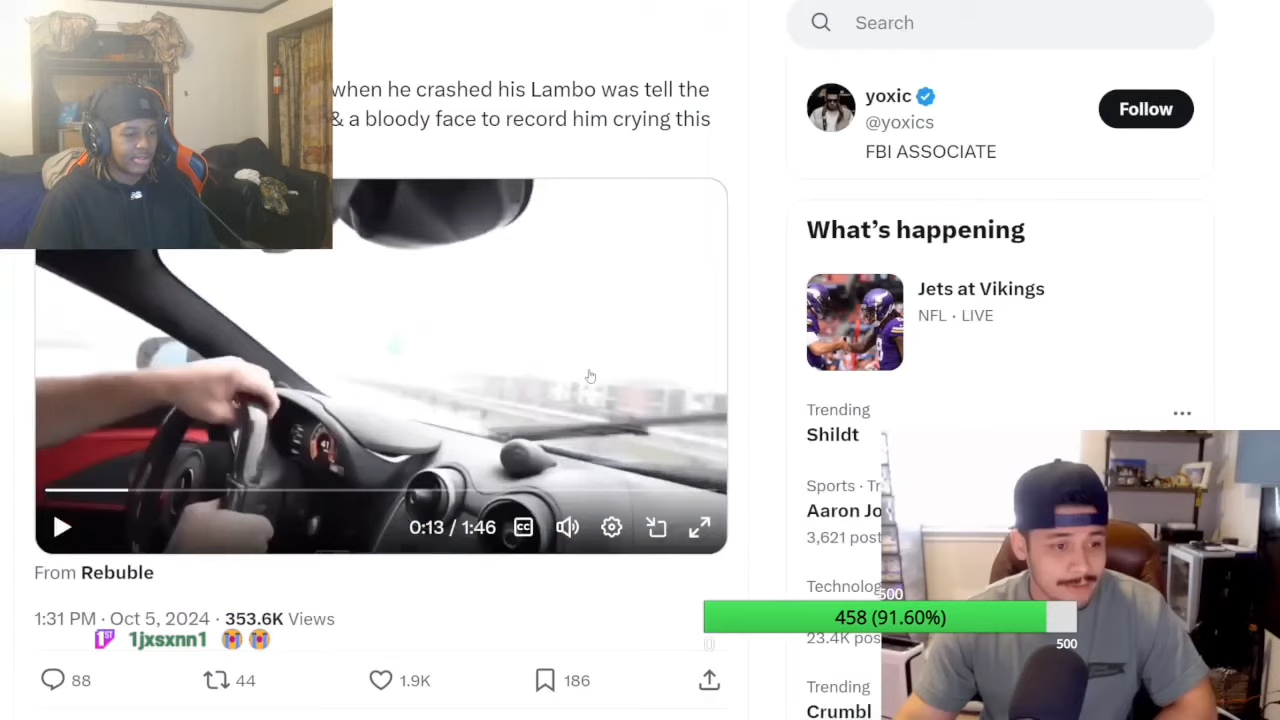 when he crashed his Lambo was tell the
& a bloody face to record him crying this
0:13 / 1:46
CC
From Rebuble
1:31 PM · Oct 5, 2024 · 353.6K Views
1st 1jxsxnn1
88
44
1.9K
186
Search
yoxic
@yoxics
Follow
FBI ASSOCIATE
What's happening
Jets at Vikings
NFL · LIVE
Trending
Shildt
Sports · Tr
Aaron Jo
3,621 post
Technolog
23.4K pos
Trending
Crumbl
500
458 (91.60%)
500